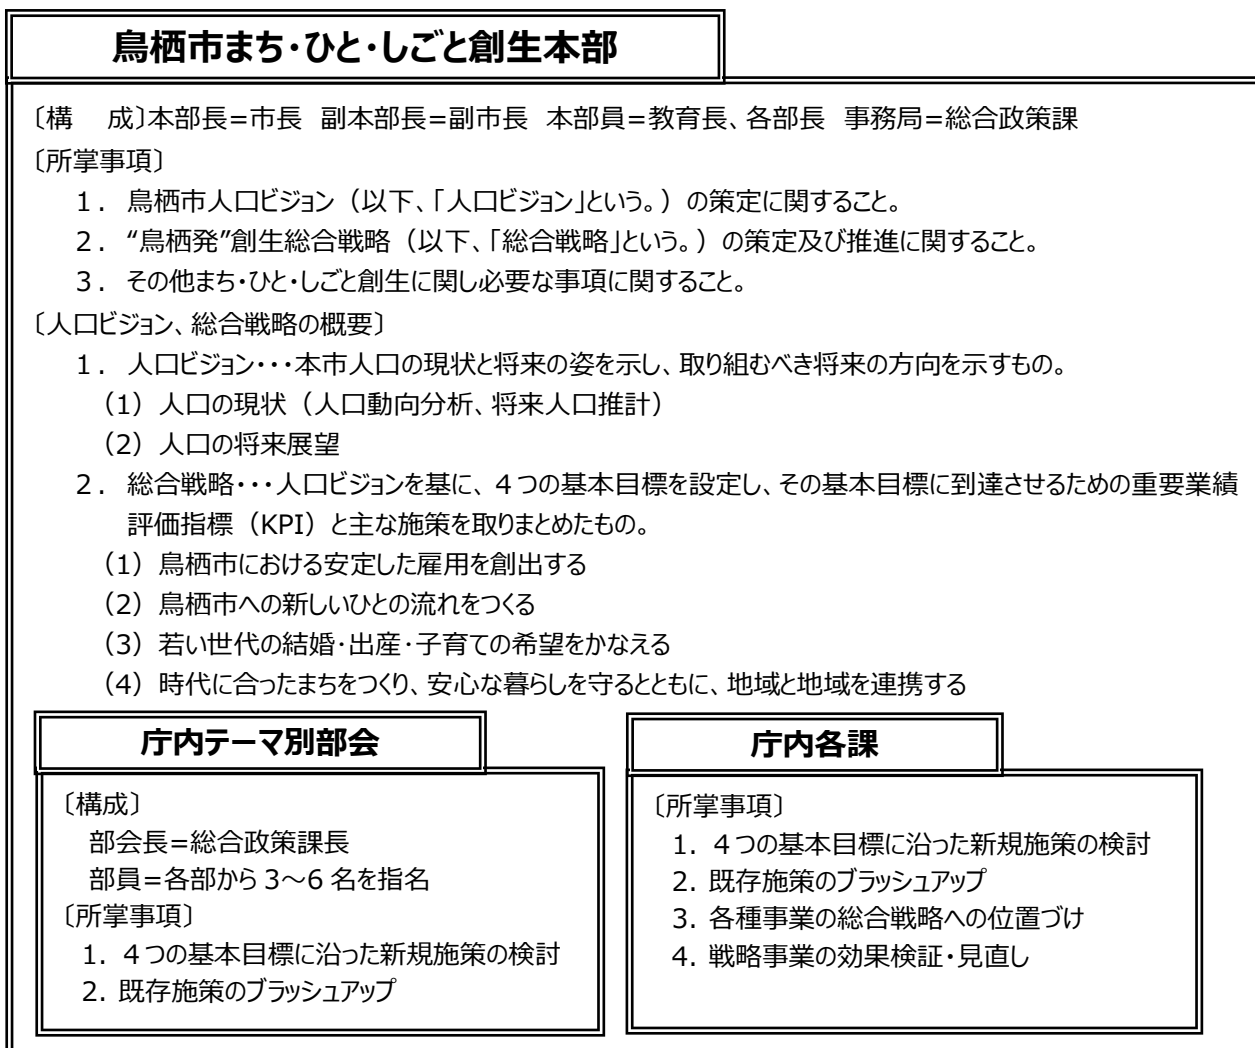 鳥栖市まち・ひと・しごと創生本部
〔構　成〕本部長=市長 副本部長=副市長 本部員=教育長、各部長 事務局=総合政策課
〔所掌事項〕
１． 鳥栖市人口ビジョン（以下、「人口ビジョン」という。）の策定に関すること。
２． “鳥栖発”創生総合戦略（以下、「総合戦略」という。）の策定及び推進に関すること。
３． その他まち・ひと・しごと創生に関し必要な事項に関すること。
〔人口ビジョン、総合戦略の概要〕
１． 人口ビジョン・・・本市人口の現状と将来の姿を示し、取り組むべき将来の方向を示すもの。
（1）人口の現状（人口動向分析、将来人口推計）
（2）人口の将来展望
２． 総合戦略・・・人口ビジョンを基に、４つの基本目標を設定し、その基本目標に到達させるための重要業績
評価指標（KPI）と主な施策を取りまとめたもの。
（1）鳥栖市における安定した雇用を創出する
（2）鳥栖市への新しいひとの流れをつくる
（3）若い世代の結婚・出産・子育ての希望をかなえる
（4）時代に合ったまちをつくり、安心な暮らしを守るとともに、地域と地域を連携する
庁内テーマ別部会
〔構成〕
部会長=総合政策課長
部員=各部から 3～6 名を指名
〔所掌事項〕
1. ４つの基本目標に沿った新規施策の検討
2. 既存施策のブラッシュアップ
庁内各課
〔所掌事項〕
1. ４つの基本目標に沿った新規施策の検討
2. 既存施策のブラッシュアップ
3. 各種事業の総合戦略への位置づけ
4. 戦略事業の効果検証・見直し